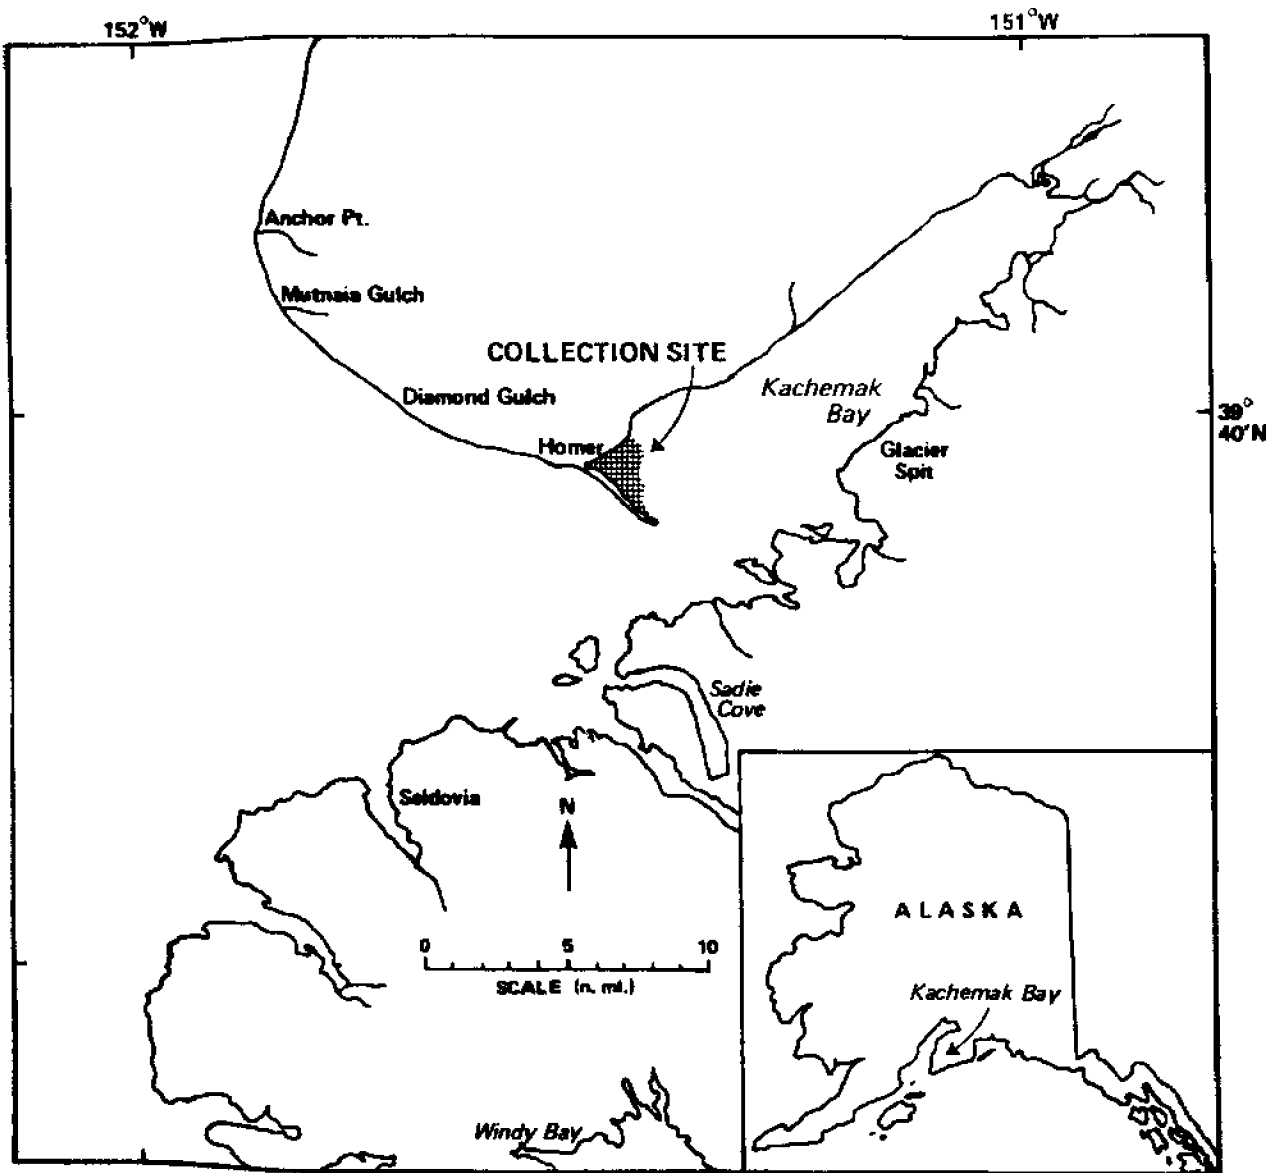 152°W
151°W
Anchor Pt.
Mutnaia Gulch
COLLECTION SITE
Kachemak
Bay
Diamond Gulch
39°
40'N
Homer
Glacier
Spit
Sadie
Cove
Seldovia
N
ALASKA
0 5 10
SCALE (n. mi.)
Kachemak Bay
Windy Bay